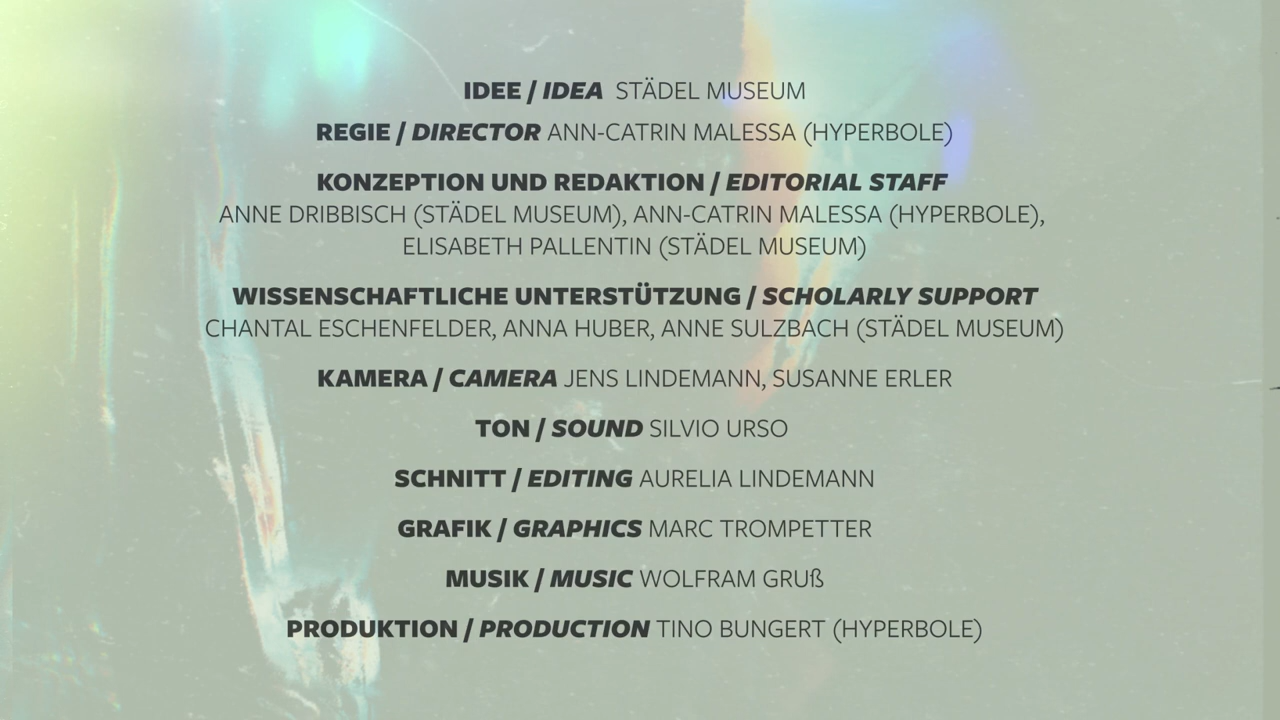 IDEE / IDEA STÄDEL MUSEUM
REGIE / DIRECTOR ANN-CATRIN MALESSA (HYPERBOLE)
KONZEPTION UND REDAKTION / EDITORIAL STAFF
ANNE DRIBBISCH (STÄDEL MUSEUM), ANN-CATRIN MALESSA (HYPERBOLE),
ELISABETH PALLENTIN (STÄDEL MUSEUM)
WISSENSCHAFTLICHE UNTERSTÜTZUNG / SCHOLARLY SUPPORT
CHANTAL ESCHENFELDER, ANNA HUBER, ANNE SULZBACH (STÄDEL MUSEUM)
KAMERA / CAMERA JENS LINDEMANN, SUSANNE ERLER
TON / SOUND SILVIO URSO
SCHNITT / EDITING AURELIA LINDEMANN
GRAFIK / GRAPHICS MARC TROMPETTER
MUSIK / MUSIC WOLFRAM GRUß
PRODUKTION / PRODUCTION TINO BUNGERT (HYPERBOLE)